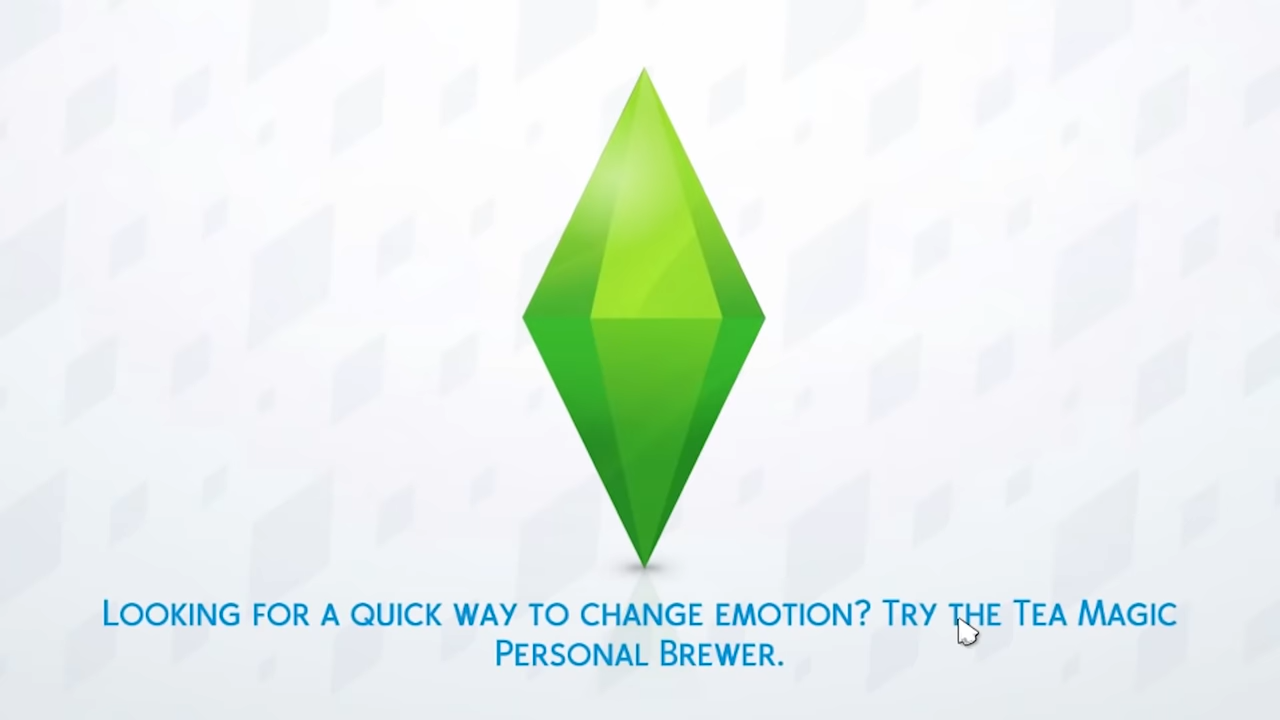 Looking for a quick way to change emotion? Try the Tea Magic
Personal Brewer.